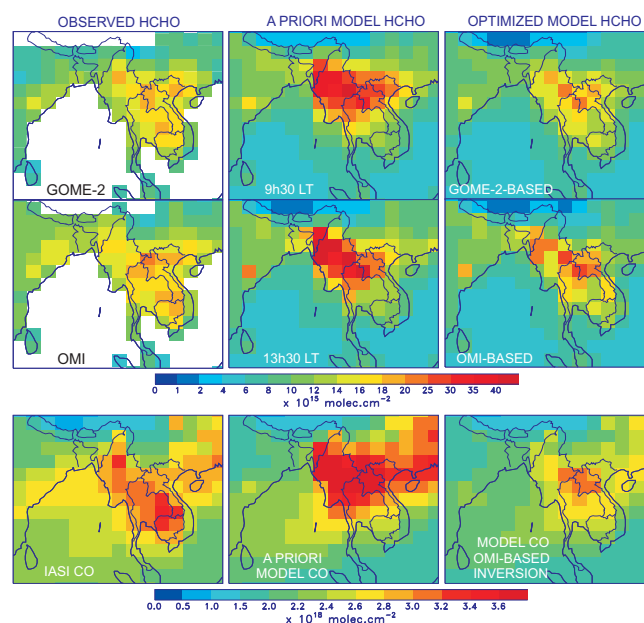 OBSERVED HCHO
A PRIORI MODEL HCHO
OPTIMIZED MODEL HCHO
GOME-2
9h30 LT
GOME-2-BASED
OMI
13h30 LT
OMI-BASED
0 1 2 4 6 8 10 12 14 16 18 20 25 30 35 40
x 10¹⁵ molec.cm⁻²
IASI CO
A PRIORI
MODEL CO
MODEL CO
OMI-BASED
INVERSION
0.0 0.5 1.0 1.5 2.0 2.2 2.4 2.6 2.8 3.0 3.2 3.4 3.6
x 10¹⁸ molec.cm⁻²